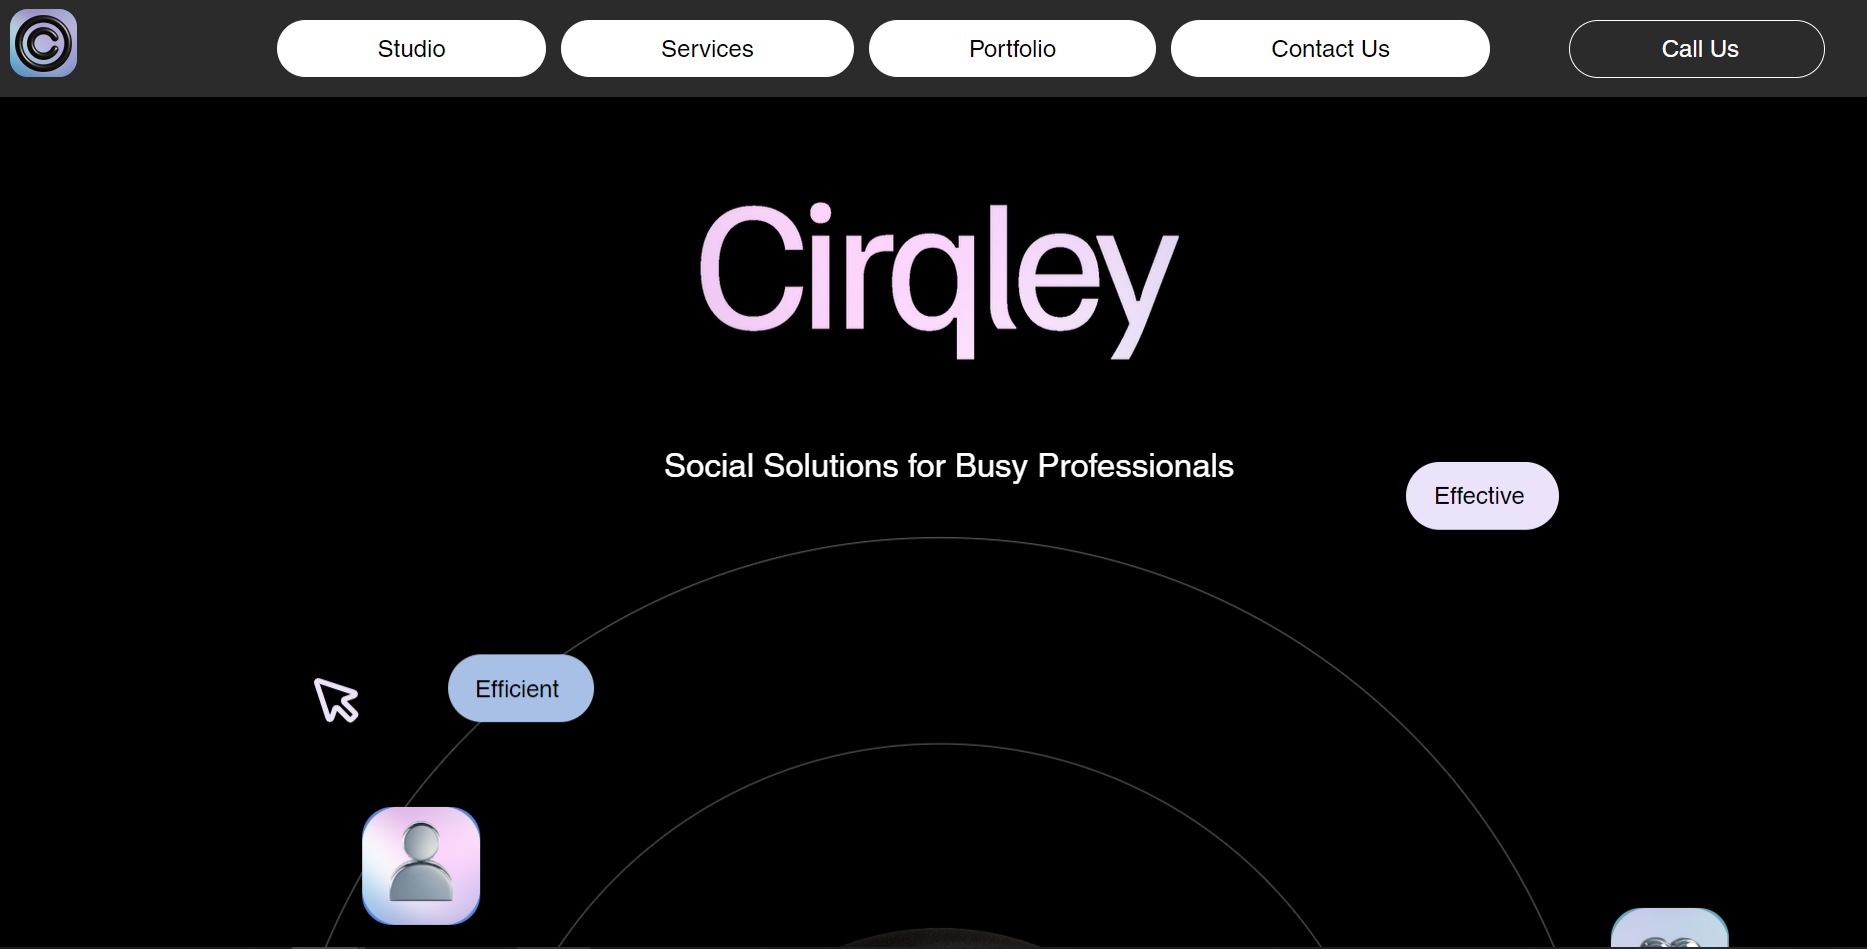 Studio
Services
Portfolio
Contact Us
Call Us
Cirqley
Social Solutions for Busy Professionals
Effective
Efficient